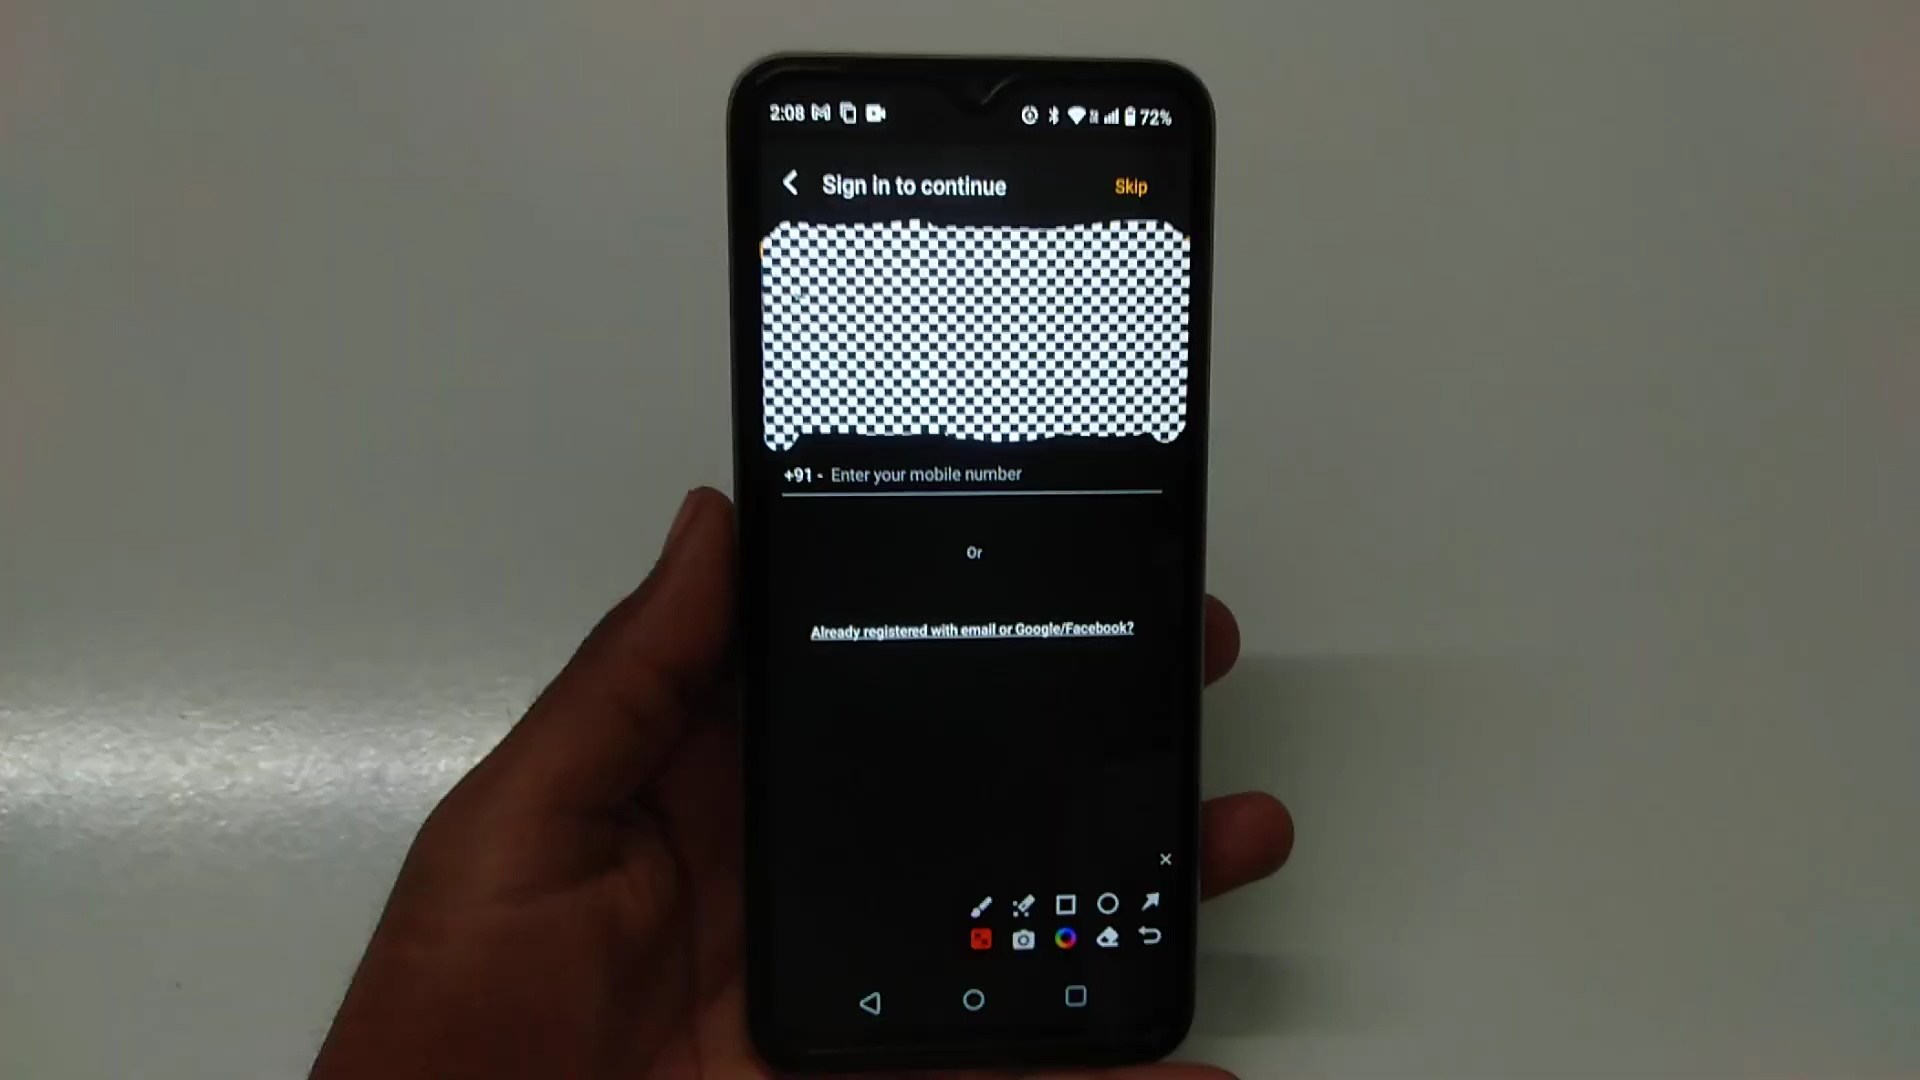 2:08
72%
Sign in to continue
Skip
+91 - Enter your mobile number
Or
Already registered with email or Google/Facebook?